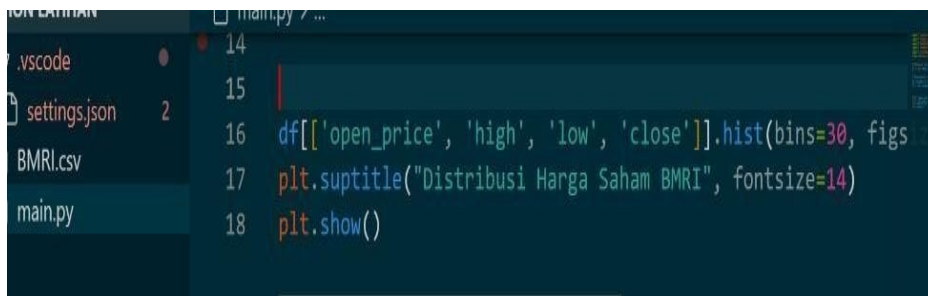 main.py > ...
.vscode
settings.json 2
BMRI.csv
main.py
14
15
16 df[['open_price', 'high', 'low', 'close']].hist(bins=30, figs
17 plt.suptitle("Distribusi Harga Saham BMRI", fontsize=14)
18 plt.show()